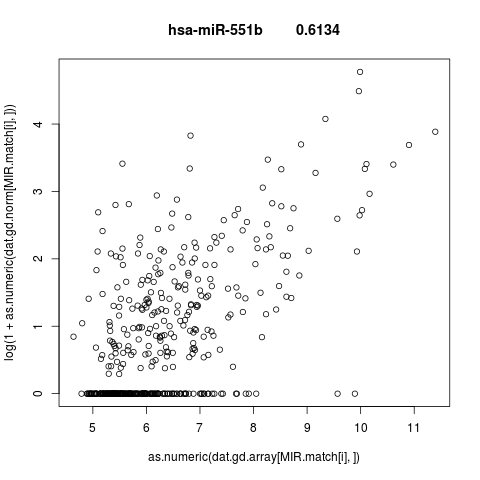 hsa-miR-551b 0.6134
log(1 + as.numeric(dat.gd.norm[MIR.match[i], ]))
4
3
2
1
0
5 6 7 8 9 10 11
as.numeric(dat.gd.array[MIR.match[i], ])